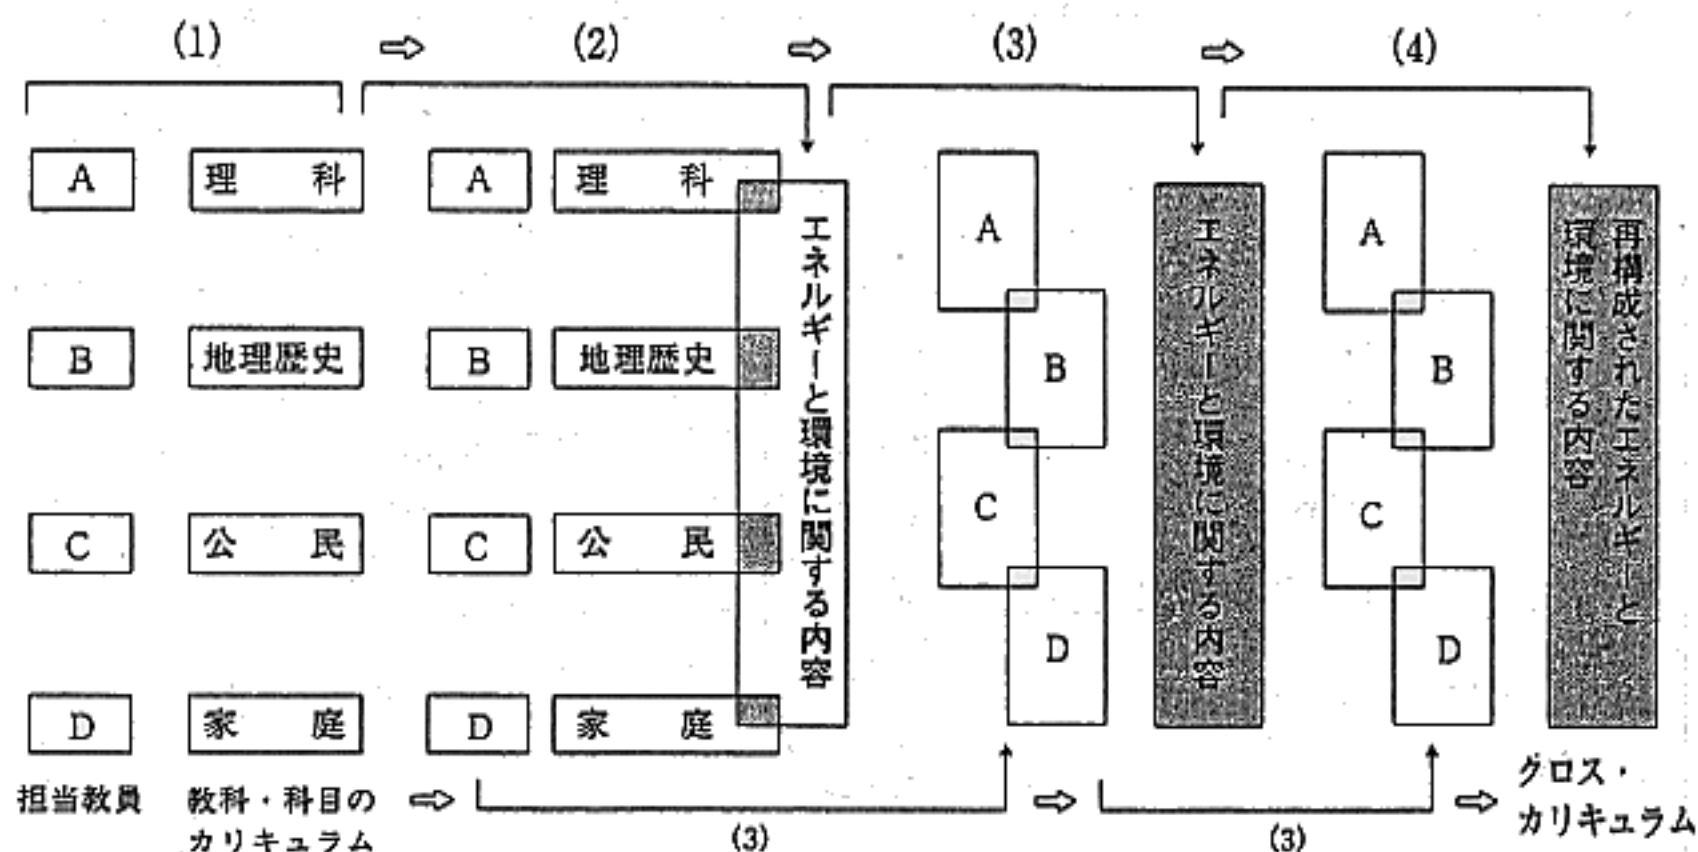 (1) ⇨ (2) ⇨ (3) ⇨ (4)
A 理科 A 理科
B 地理歴史 B 地理歴史
C 公民 C 公民
D 家庭 D 家庭
エネルギーと環境に関する内容
A
B
C
D
エネルギーと環境に関する内容
A
B
C
D
再構成されたエネルギーと
環境に関する内容
担当教員
教科・科目の
カリキュラム
(3)
(3)
クロス・
カリキュラム